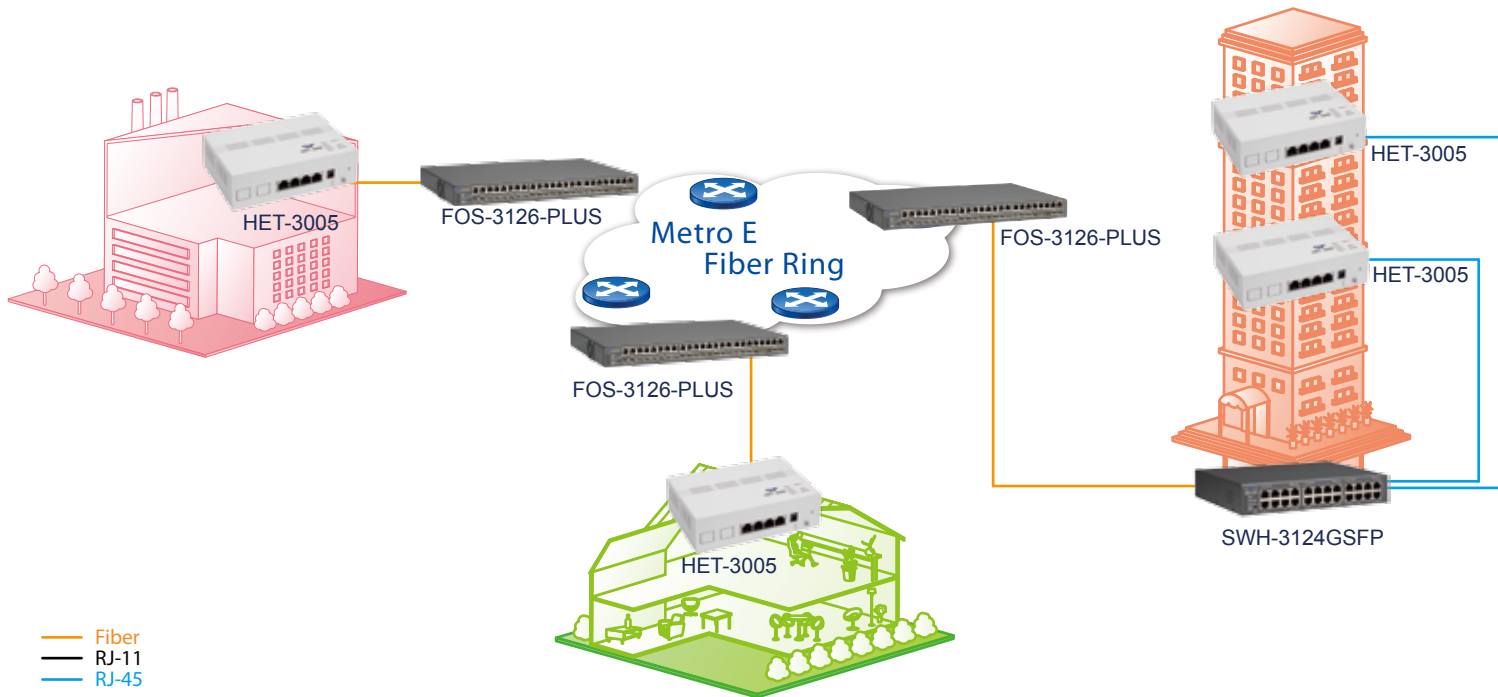 HET-3005
FOS-3126-PLUS
Metro E
Fiber Ring
FOS-3126-PLUS
HET-3005
HET-3005
FOS-3126-PLUS
HET-3005
SWH-3124GSFP
Fiber
RJ-11
RJ-45